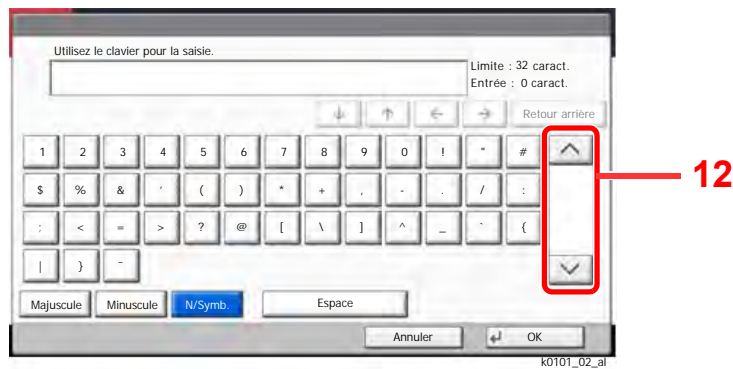 Utilisez le clavier pour la saisie.
Limite : 32 caract.
Entrée : 0 caract.
Retour arrière
1 2 3 4 5 6 7 8 9 0 ! " #
12
$ % & ' ( ) * + , - . / :
; < = > ? @ [ \ ] ^ _ ` {
| } ~
Majuscule Minuscule N/Symb. Espace
Annuler OK
k0101_02_al